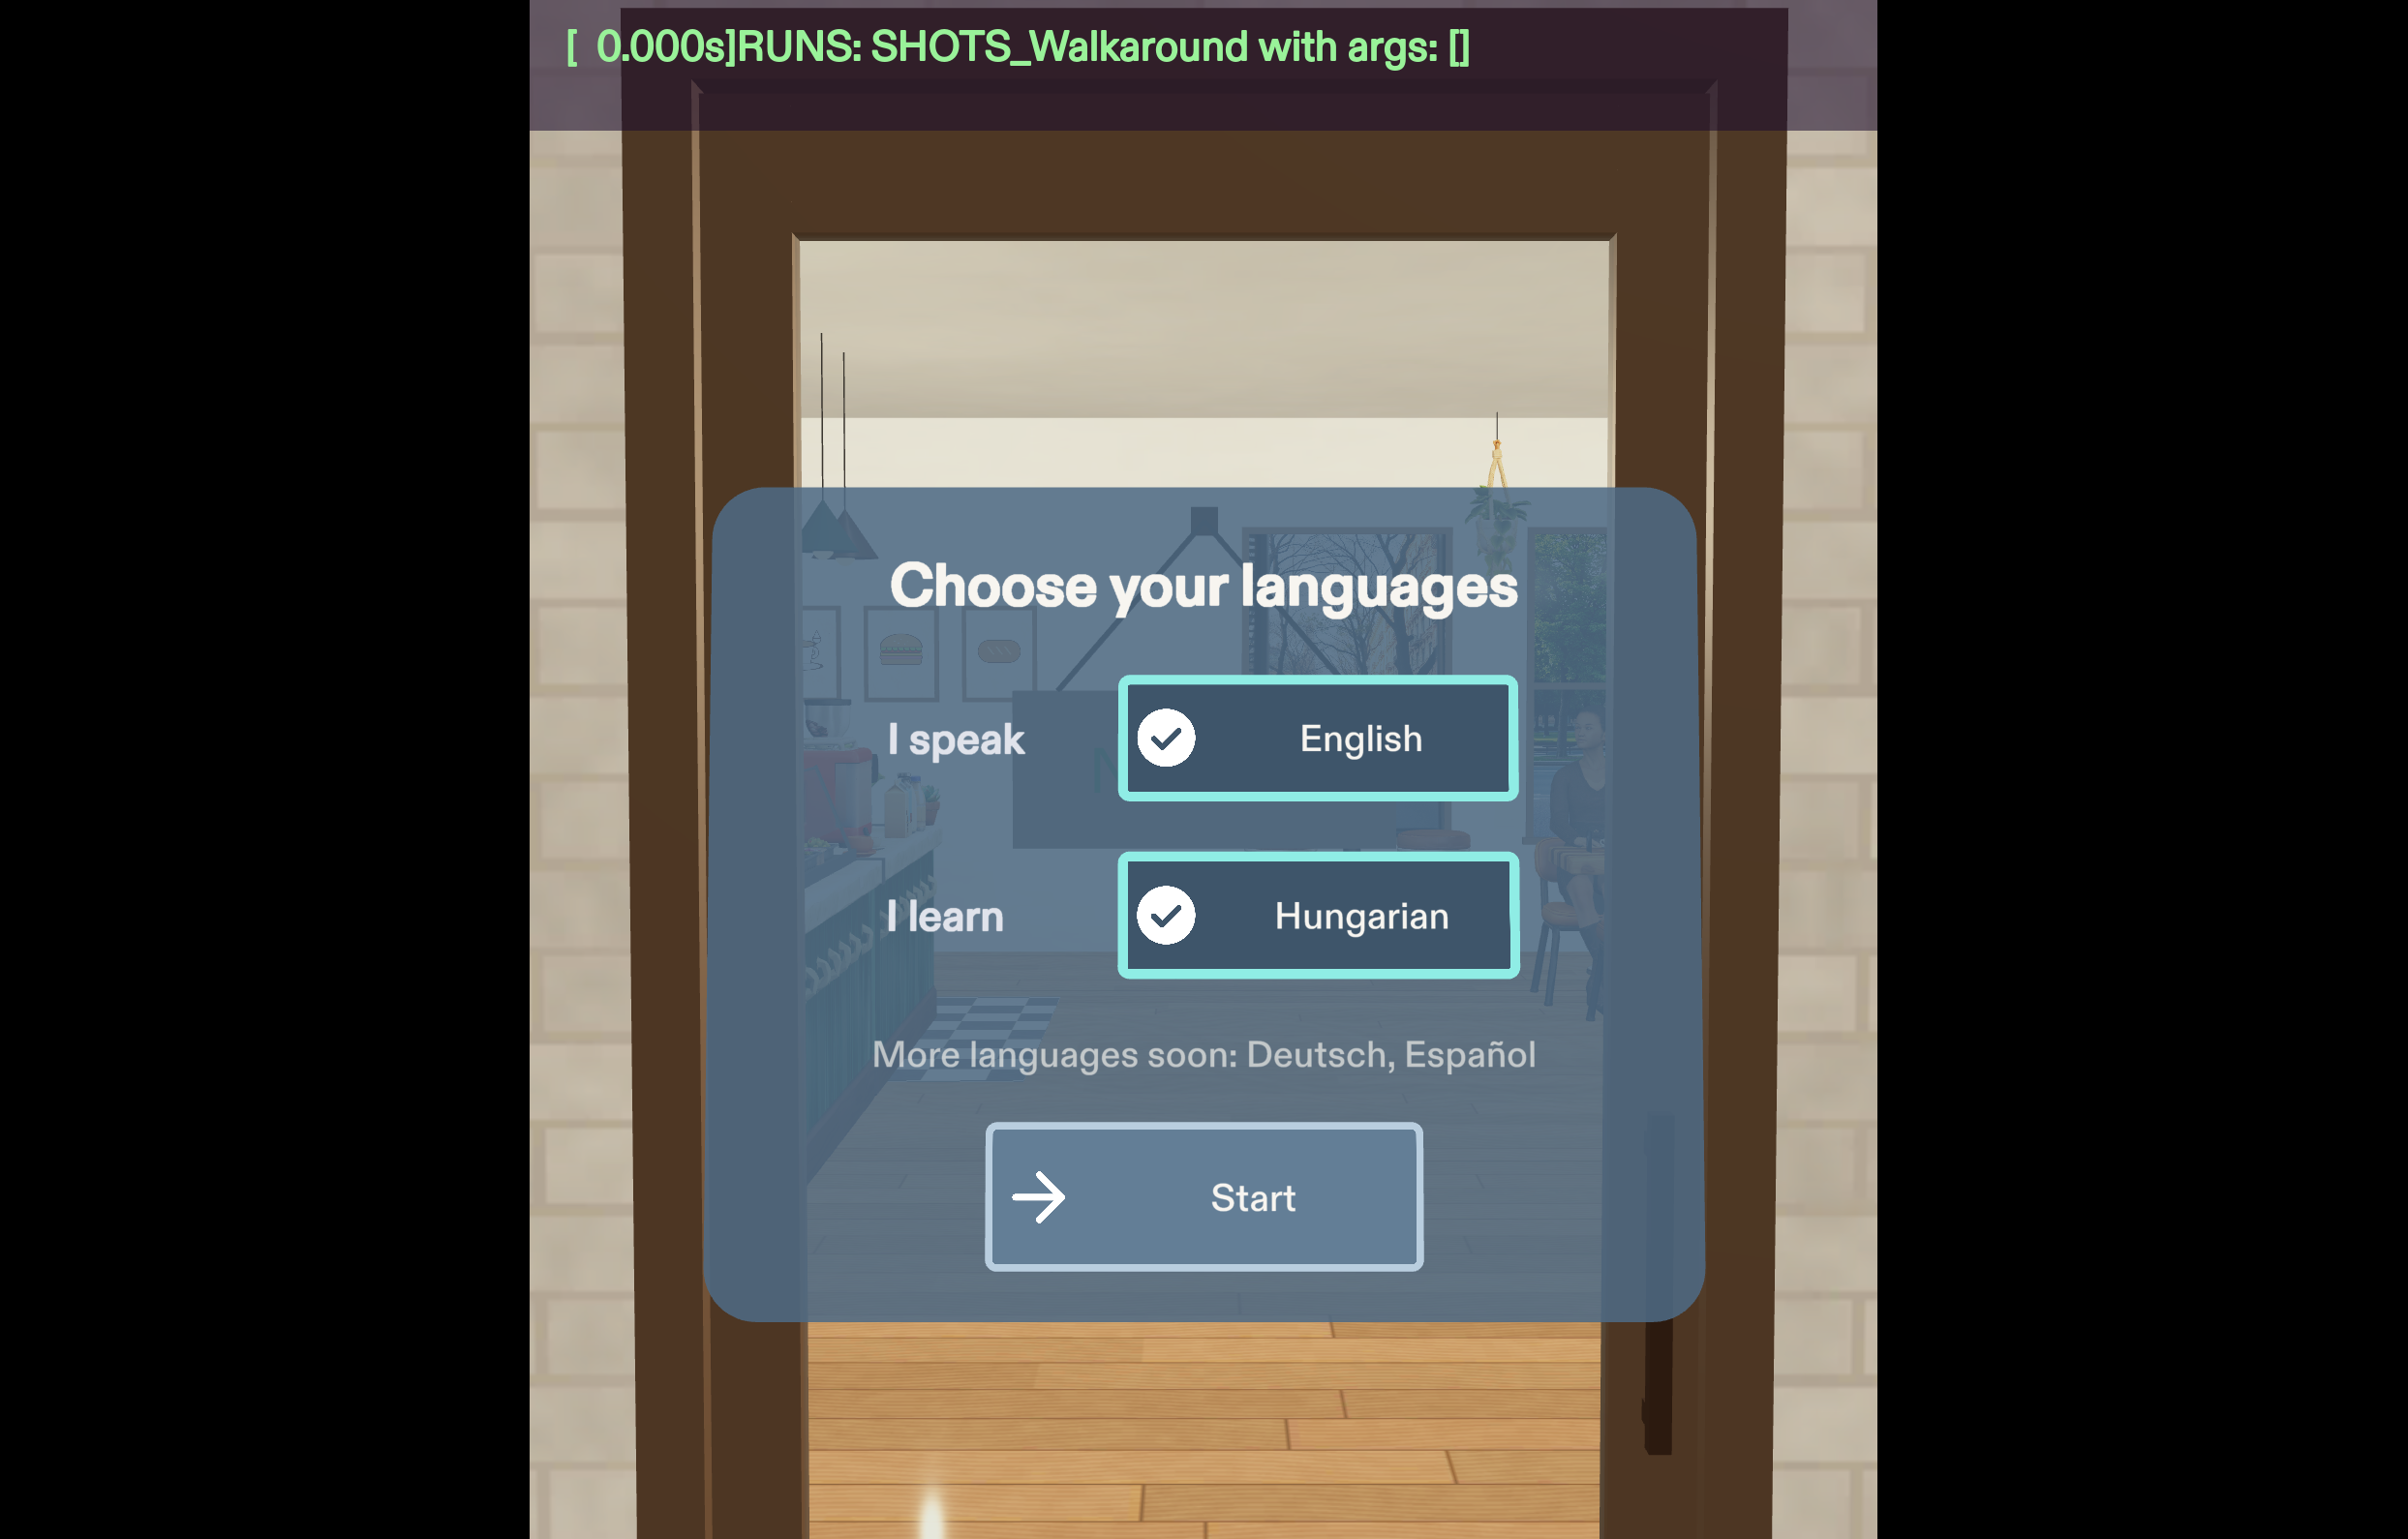 [  0.000s]RUNS: SHOTS_Walkaround with args: []
Choose your languages
I speak
English
I learn
Hungarian
More languages soon: Deutsch, Español
Start